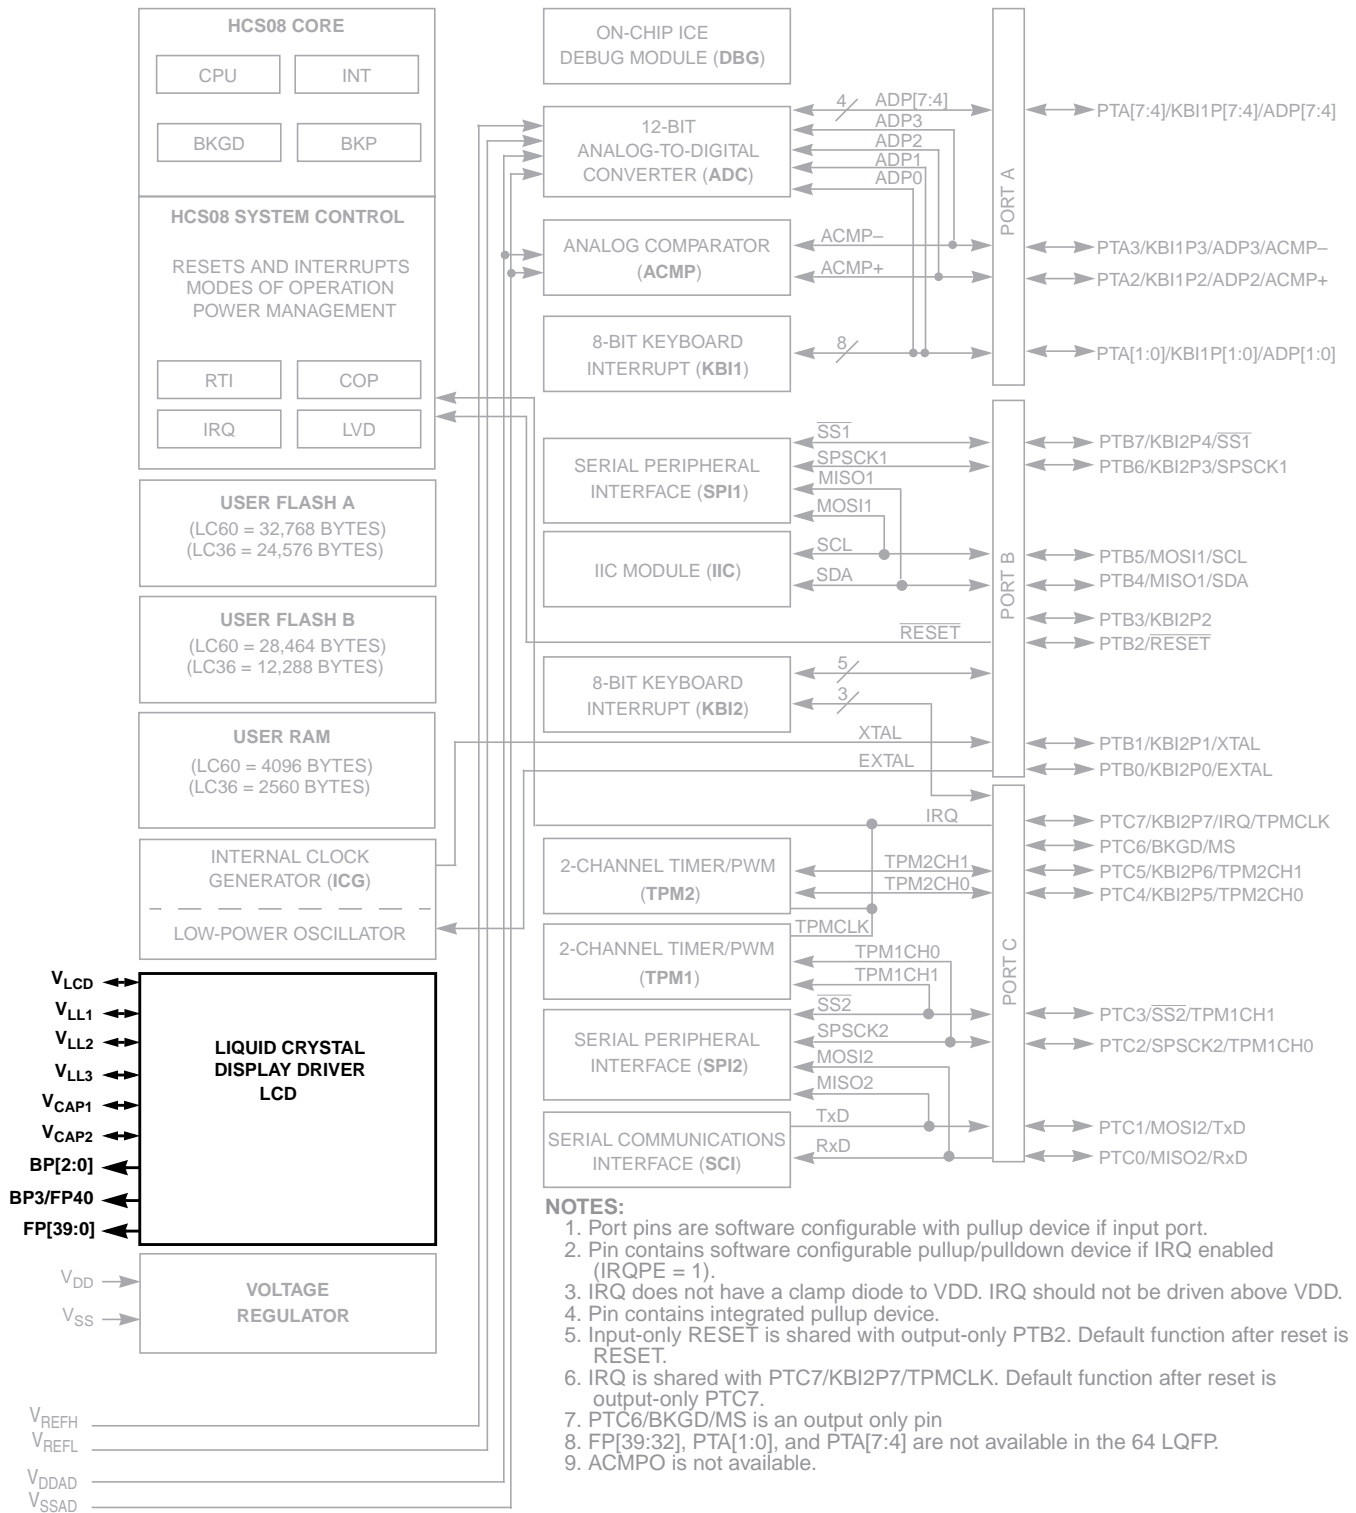 HCS08 CORE
CPU
INT
BKGD
BKP
HCS08 SYSTEM CONTROL
RESETS AND INTERRUPTS
MODES OF OPERATION
POWER MANAGEMENT
RTI
COP
IRQ
LVD
USER FLASH A
(LC60 = 32,768 BYTES)
(LC36 = 24,576 BYTES)
USER FLASH B
(LC60 = 28,464 BYTES)
(LC36 = 12,288 BYTES)
USER RAM
(LC60 = 4096 BYTES)
(LC36 = 2560 BYTES)
INTERNAL CLOCK
GENERATOR (ICG)
LOW-POWER OSCILLATOR
VLCD
VLL1
VLL2
VLL3
VCAP1
VCAP2
BP[2:0]
BP3/FP40
FP[39:0]
LIQUID CRYSTAL
DISPLAY DRIVER
LCD
VDD
VSS
VOLTAGE
REGULATOR
VREFH
VREFL
VDDAD
VSSAD
ON-CHIP ICE
DEBUG MODULE (DBG)
12-BIT
ANALOG-TO-DIGITAL
CONVERTER (ADC)
4
ADP[7:4]
ADP3
ADP2
ADP1
ADP0
ANALOG COMPARATOR
(ACMP)
ACMP–
ACMP+
8-BIT KEYBOARD
INTERRUPT (KBI1)
8
SERIAL PERIPHERAL
INTERFACE (SPI1)
SS1
SPSCK1
MISO1
MOSI1
IIC MODULE (IIC)
SCL
SDA
RESET
8-BIT KEYBOARD
INTERRUPT (KBI2)
5
3
XTAL
EXTAL
IRQ
2-CHANNEL TIMER/PWM
(TPM2)
TPM2CH1
TPM2CH0
TPMCLK
2-CHANNEL TIMER/PWM
(TPM1)
TPM1CH0
TPM1CH1
SERIAL PERIPHERAL
INTERFACE (SPI2)
SS2
SPSCK2
MOSI2
MISO2
SERIAL COMMUNICATIONS
INTERFACE (SCI)
TxD
RxD
PORT A
PTA[7:4]/KBI1P[7:4]/ADP[7:4]
PTA3/KBI1P3/ADP3/ACMP–
PTA2/KBI1P2/ADP2/ACMP+
PTA[1:0]/KBI1P[1:0]/ADP[1:0]
PORT B
PTB7/KBI2P4/SS1
PTB6/KBI2P3/SPSCK1
PTB5/MOSI1/SCL
PTB4/MISO1/SDA
PTB3/KBI2P2
PTB2/RESET
PTB1/KBI2P1/XTAL
PTB0/KBI2P0/EXTAL
PORT C
PTC7/KBI2P7/IRQ/TPMCLK
PTC6/BKGD/MS
PTC5/KBI2P6/TPM2CH1
PTC4/KBI2P5/TPM2CH0
PTC3/SS2/TPM1CH1
PTC2/SPSCK2/TPM1CH0
PTC1/MOSI2/TxD
PTC0/MISO2/RxD
NOTES:
1. Port pins are software configurable with pullup device if input port.
2. Pin contains software configurable pullup/pulldown device if IRQ enabled
(IRQPE = 1).
3. IRQ does not have a clamp diode to VDD. IRQ should not be driven above VDD.
4. Pin contains integrated pullup device.
5. Input-only RESET is shared with output-only PTB2. Default function after reset is
RESET.
6. IRQ is shared with PTC7/KBI2P7/TPMCLK. Default function after reset is
output-only PTC7.
7. PTC6/BKGD/MS is an output only pin
8. FP[39:32], PTA[1:0], and PTA[7:4] are not available in the 64 LQFP.
9. ACMPO is not available.